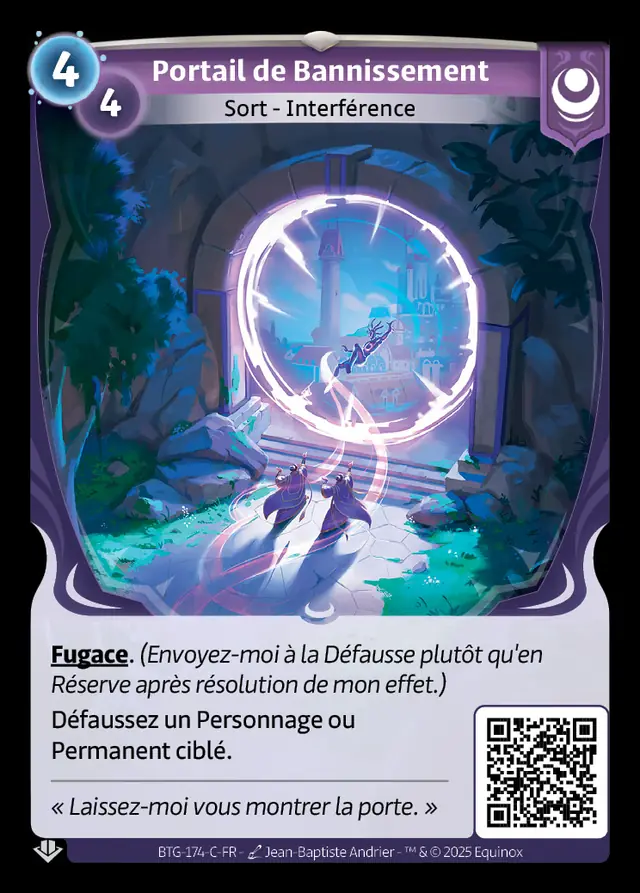 4
4
Portail de Bannissement
Sort - Interférence
Fugace. (Envoyez-moi à la Défausse plutôt qu'en
Réserve après résolution de mon effet.)
Défaussez un Personnage ou
Permanent ciblé.
« Laissez-moi vous montrer la porte. »
BTG-174-C-FR - Jean-Baptiste Andrier - ™ & © 2025 Equinox